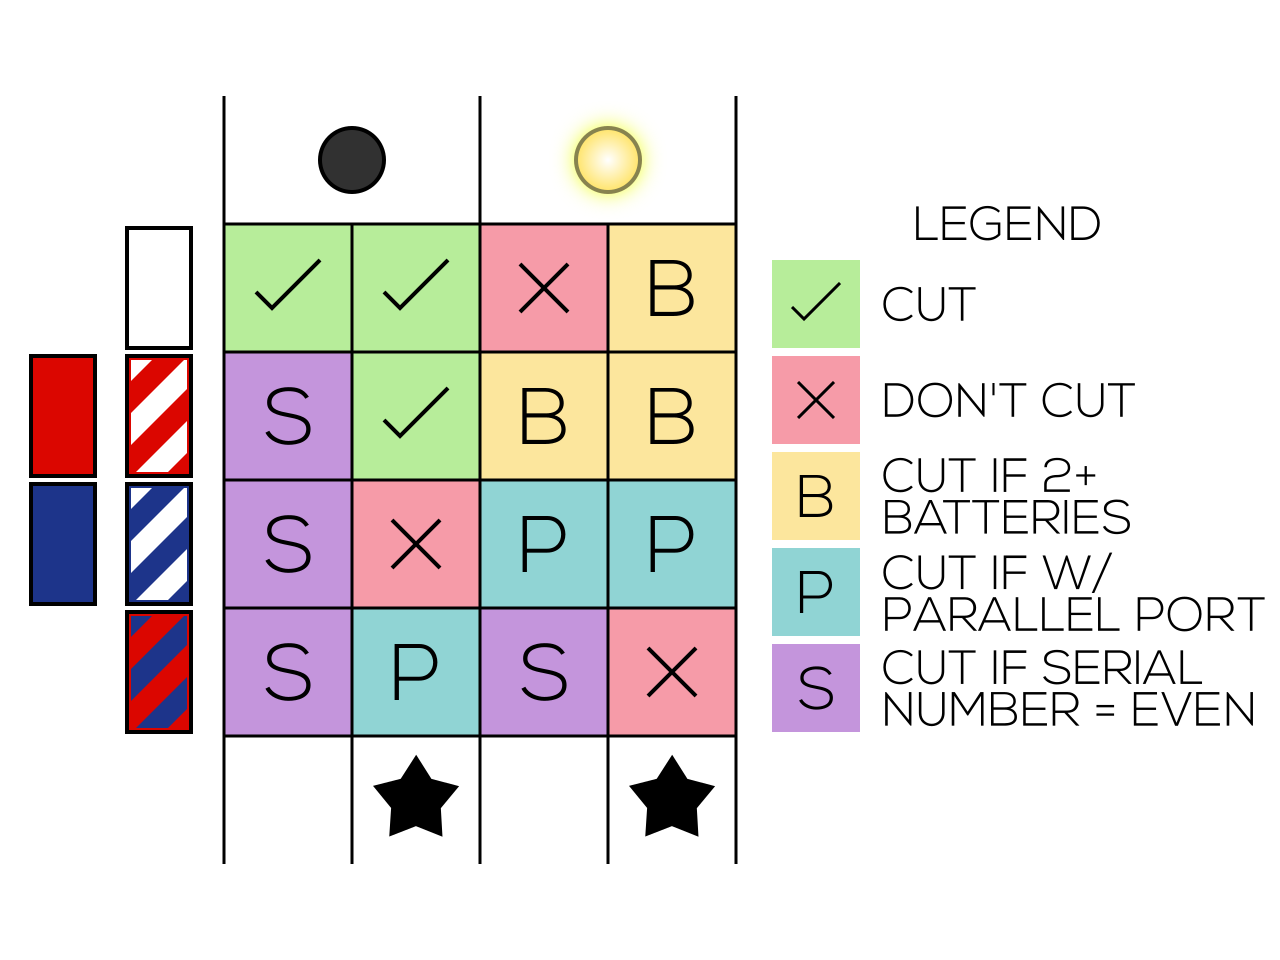 LEGEND
B
CUT
S
B
B
DON'T CUT
S
P
P
B
CUT IF 2+
BATTERIES
S
P
S
P
CUT IF W/
PARALLEL PORT
S
CUT IF SERIAL
NUMBER = EVEN